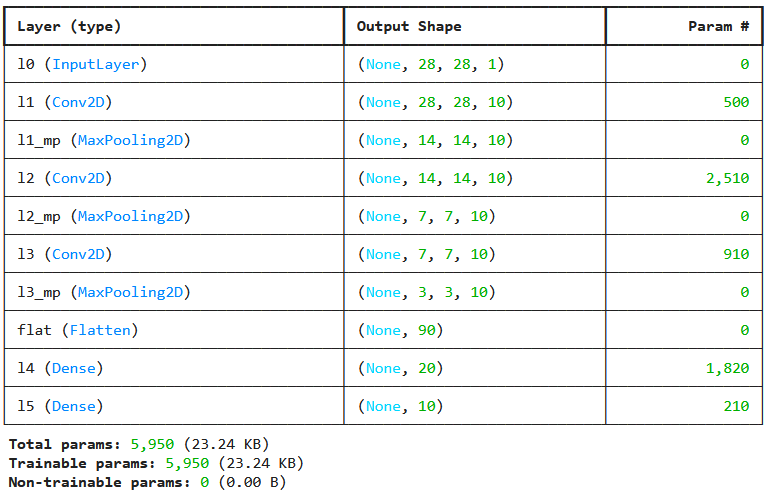 Layer (type) Output Shape Param #
l0 (InputLayer) (None, 28, 28, 1) 0
l1 (Conv2D) (None, 28, 28, 10) 500
l1_mp (MaxPooling2D) (None, 14, 14, 10) 0
l2 (Conv2D) (None, 14, 14, 10) 2,510
l2_mp (MaxPooling2D) (None, 7, 7, 10) 0
l3 (Conv2D) (None, 7, 7, 10) 910
l3_mp (MaxPooling2D) (None, 3, 3, 10) 0
flat (Flatten) (None, 90) 0
l4 (Dense) (None, 20) 1,820
l5 (Dense) (None, 10) 210
Total params: 5,950 (23.24 KB)
Trainable params: 5,950 (23.24 KB)
Non-trainable params: 0 (0.00 B)